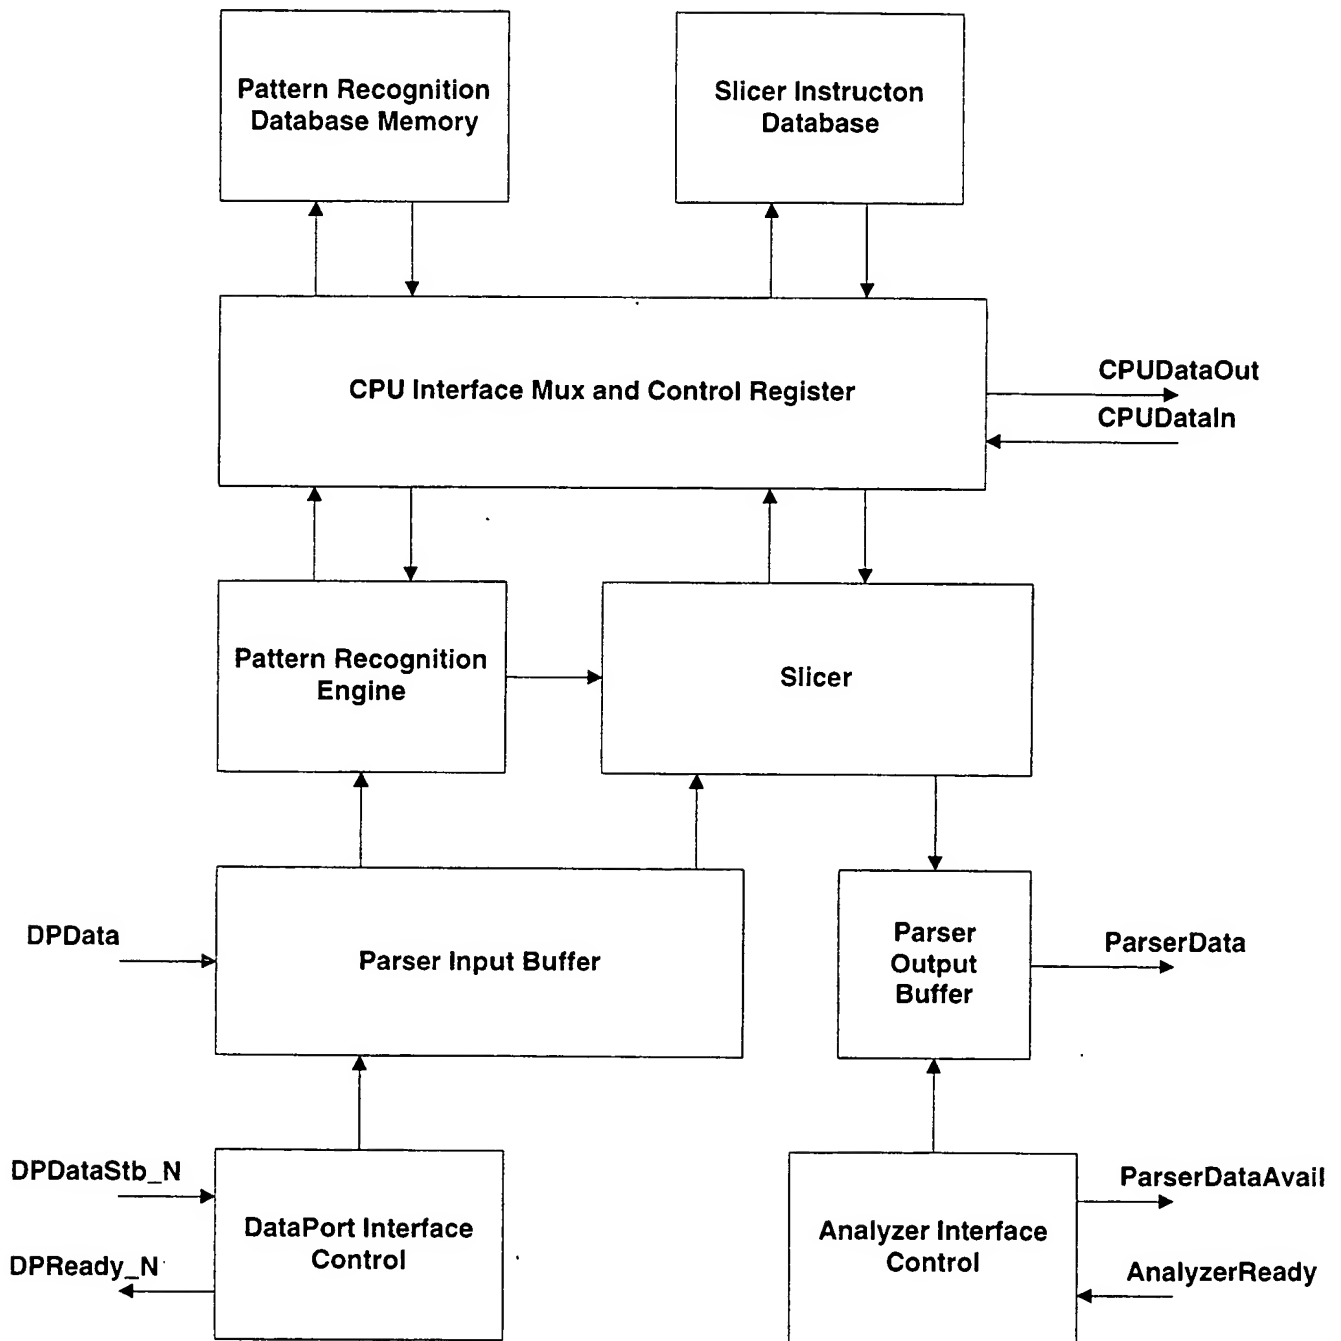 Pattern Recognition
Database Memory
Slicer Instructon
Database
CPU Interface Mux and Control Register
CPUDataOut
CPUDataIn
Pattern Recognition
Engine
Slicer
DPData
Parser Input Buffer
Parser
Output
Buffer
ParserData
DPDataStb_N
DPReady_N
DataPort Interface
Control
Analyzer Interface
Control
ParserDataAvail
AnalyzerReady